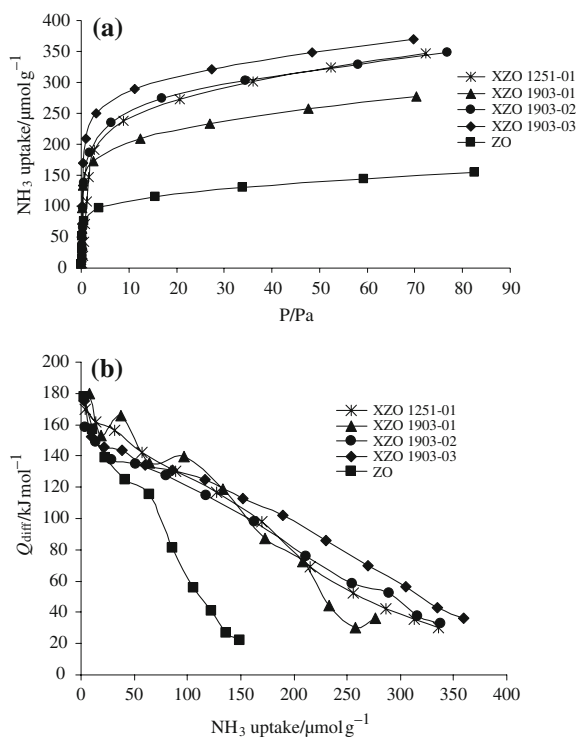 (a)
NH₃ uptake/μmol g⁻¹
400
350
300
250
200
150
100
50
0
0 10 20 30 40 50 60 70 80 90
P/Pa
XZO 1251-01
XZO 1903-01
XZO 1903-02
XZO 1903-03
ZO
(b)
Q_diff/kJ mol⁻¹
200
180
160
140
120
100
80
60
40
20
0
0 50 100 150 200 250 300 350 400
NH₃ uptake/μmol g⁻¹
XZO 1251-01
XZO 1903-01
XZO 1903-02
XZO 1903-03
ZO